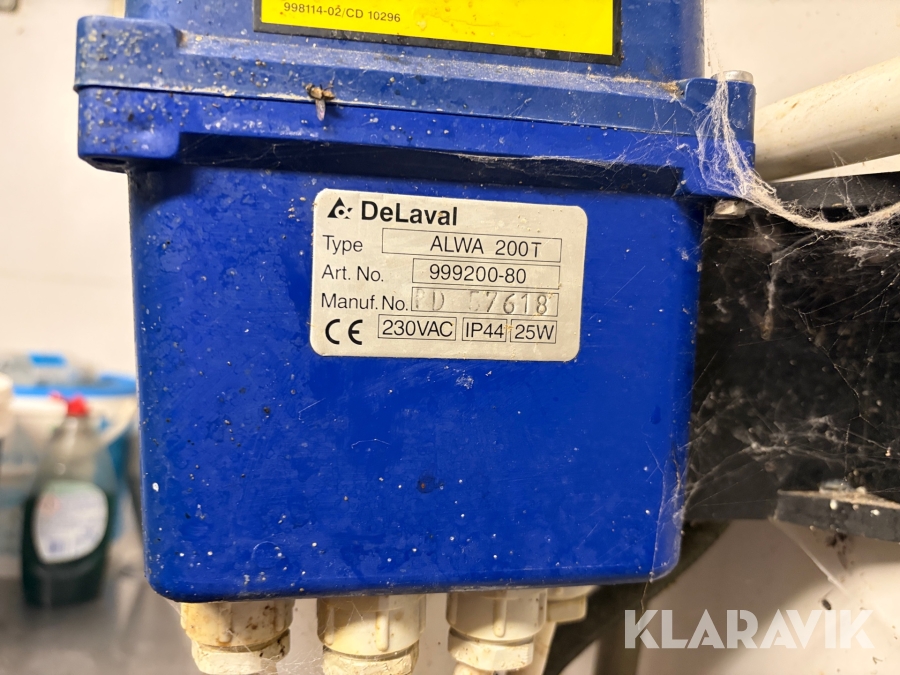 998114-02/CD 10296
DeLaval
Type ALWA 200T
Art. No. 999200-80
Manuf. No. 7618
CE 230VAC IP44 25W
KLARAVIK